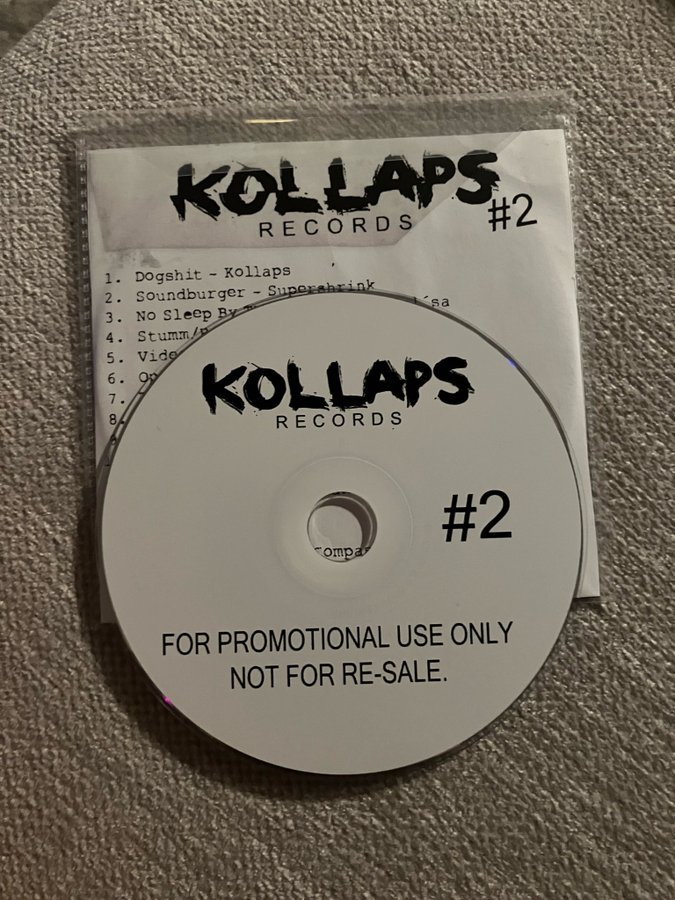 KOLLAPS
RECORDS
#2
1. Dogshit - Kollaps
2. Soundburger - Supershrink
3. No Sleep By
4. Stumm/
5.
6.
7.
8.
KOLLAPS
RECORDS
#2
FOR PROMOTIONAL USE ONLY
NOT FOR RE-SALE.